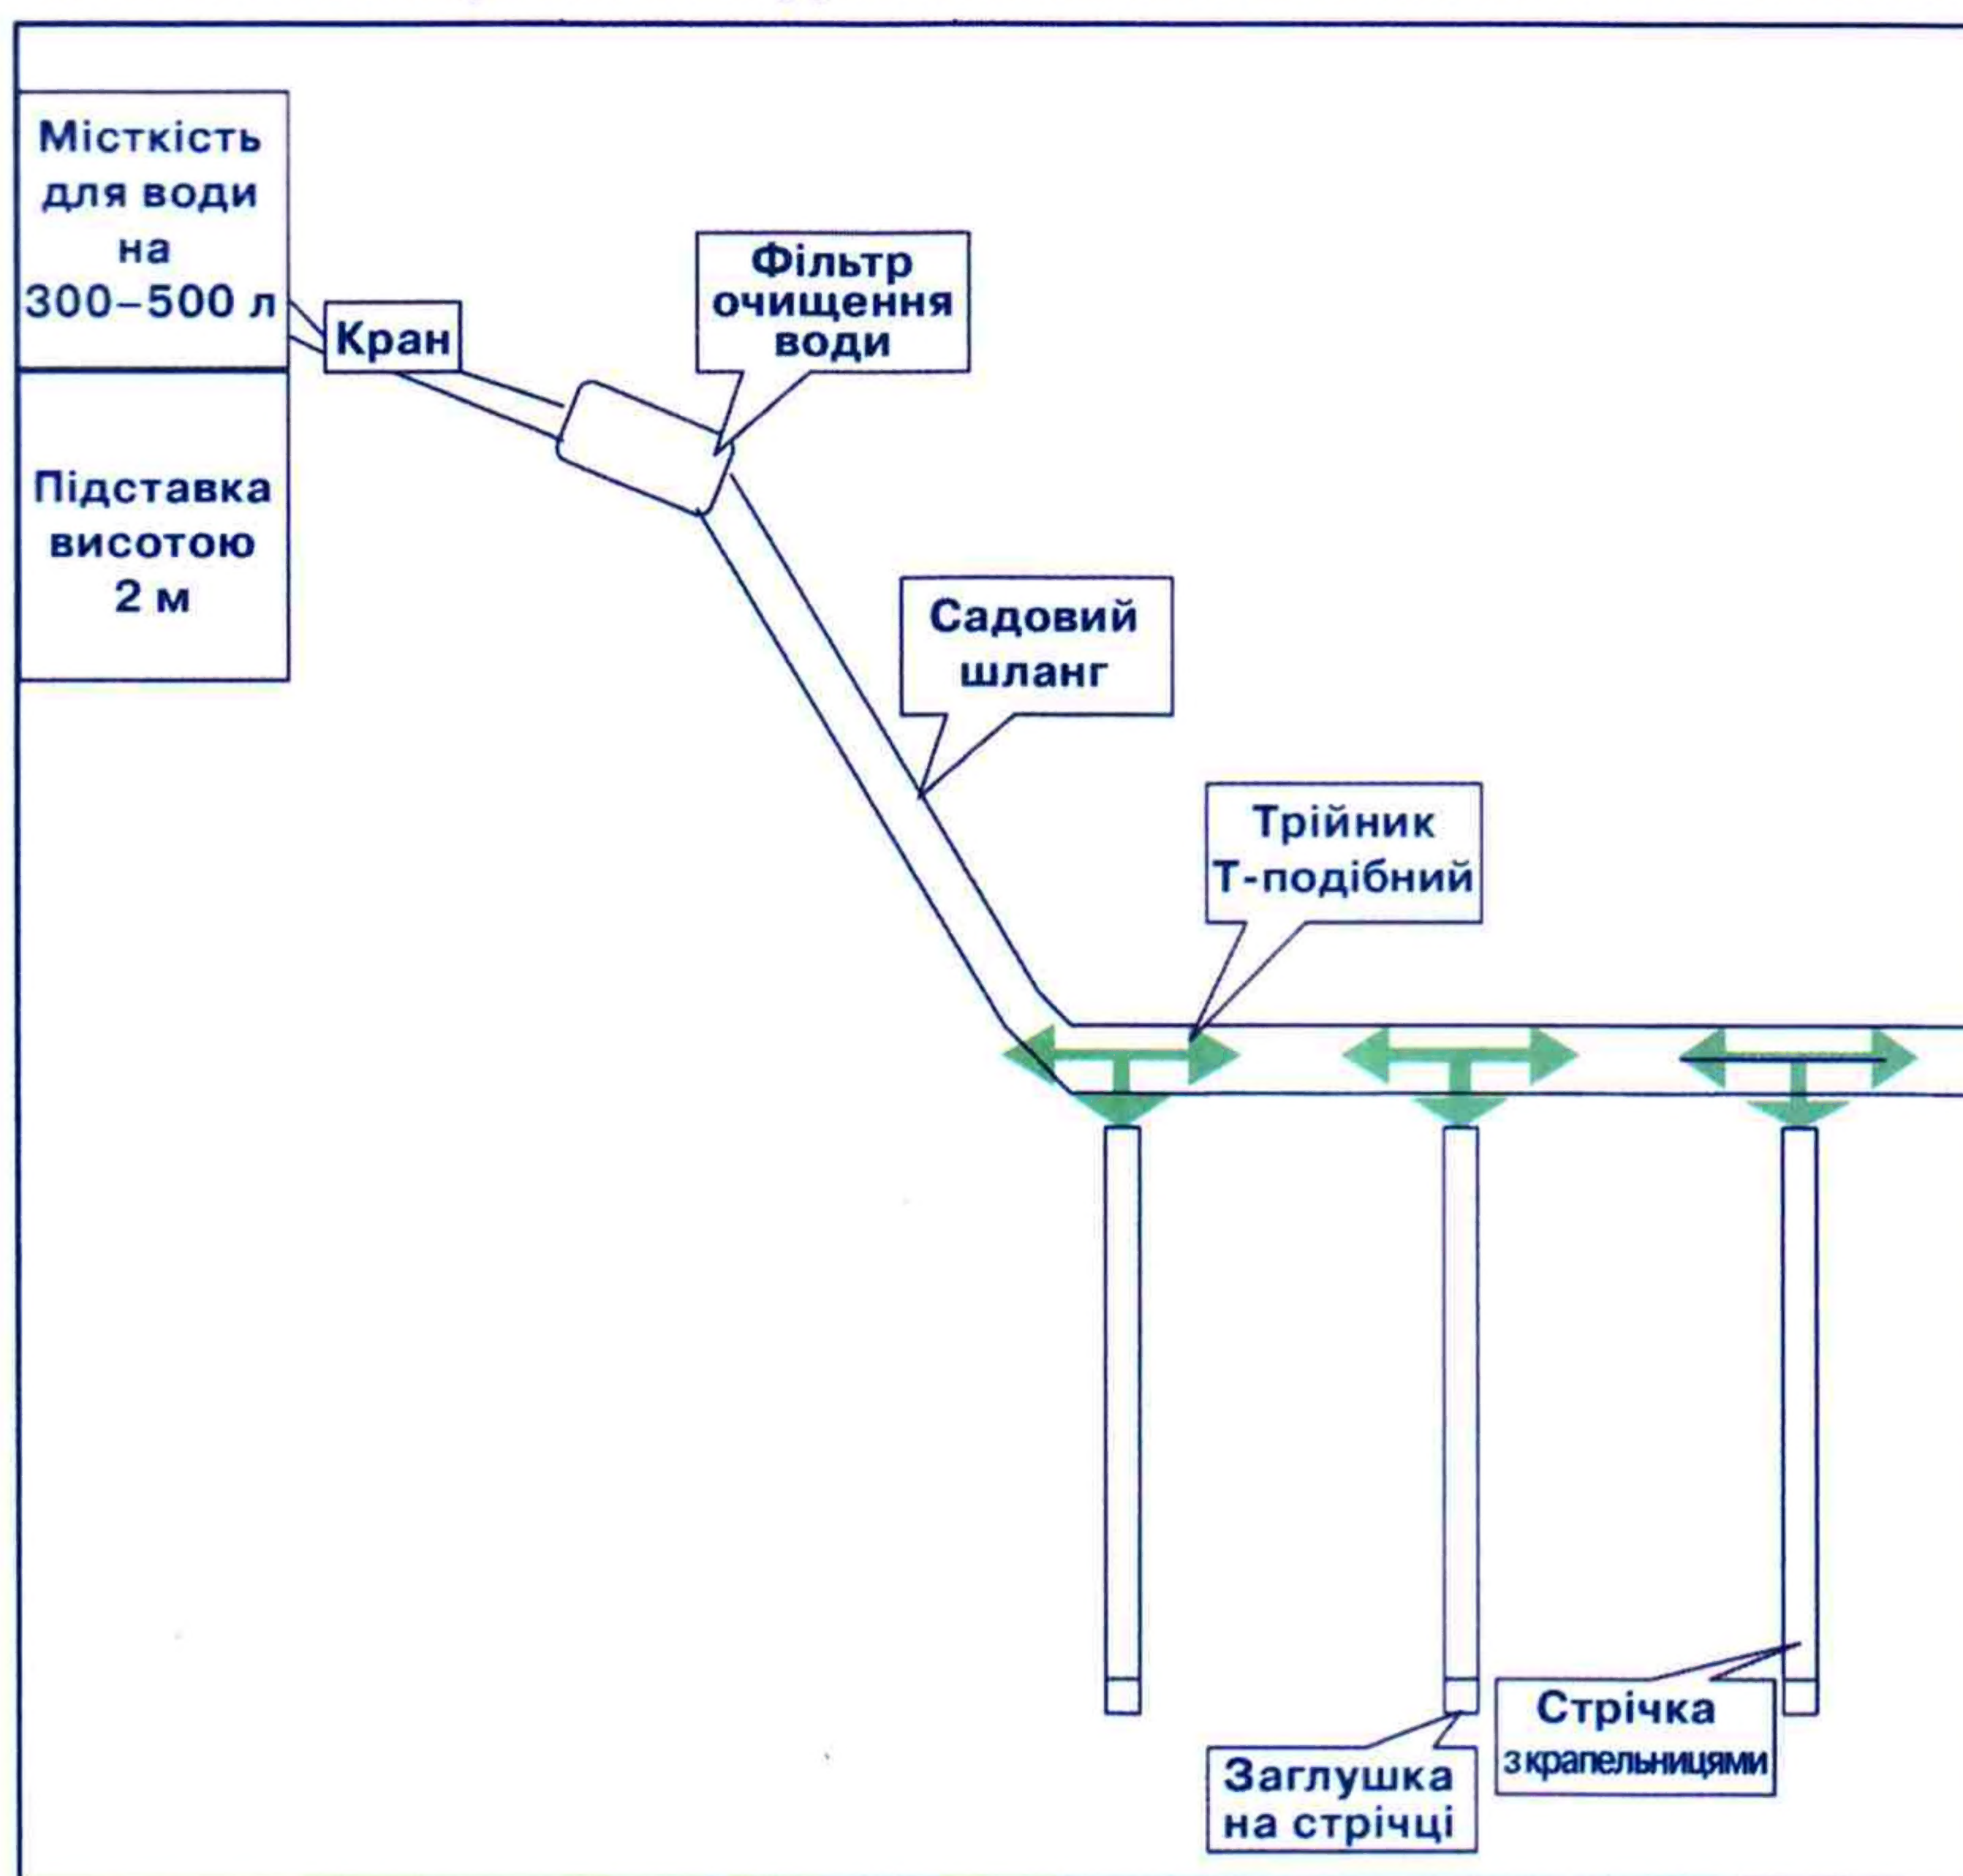 Місткість
для води
на
300–500 л
Кран
Фільтр
очищення
води
Підставка
висотою
2 м
Садовий
шланг
Трійник
Т-подібний
Стрічка
з крапельницями
Заглушка
на стрічці